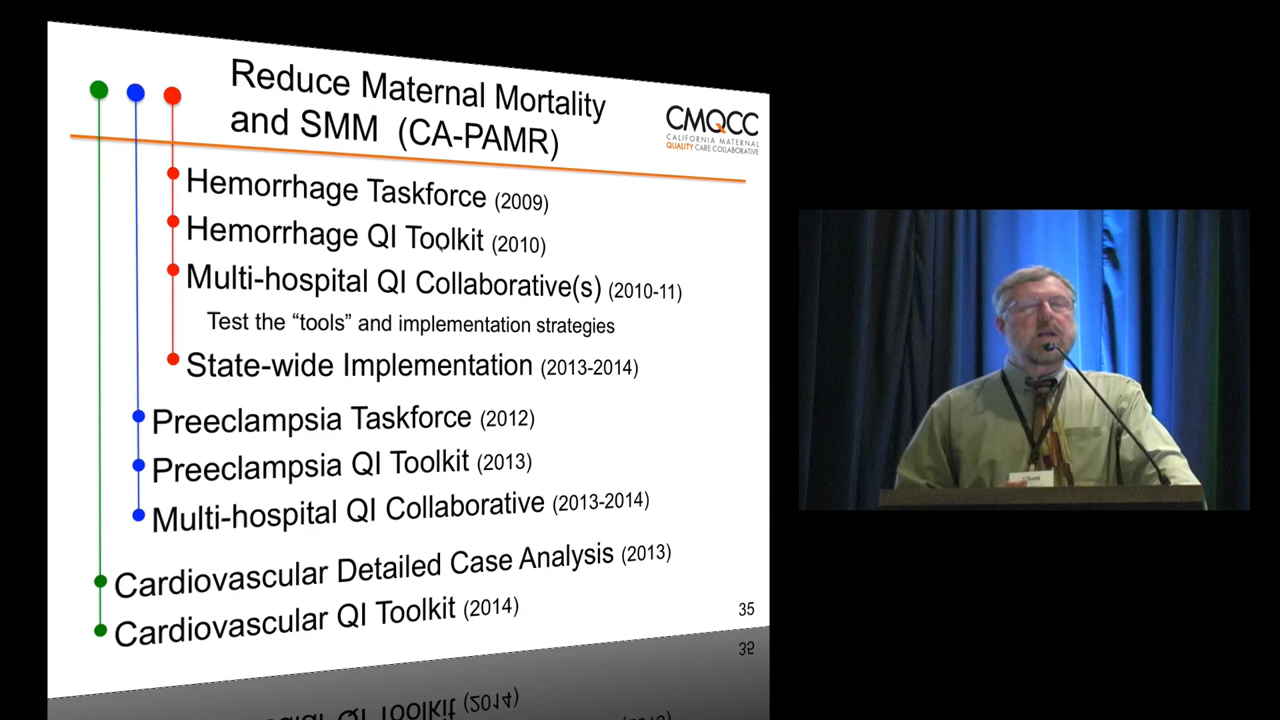 Reduce Maternal Mortality
and SMM (CA-PAMR)
CMQCC
CALIFORNIA MATERNAL
QUALITY CARE COLLABORATIVE
Hemorrhage Taskforce (2009)
Hemorrhage QI Toolkit (2010)
Multi-hospital QI Collaborative(s) (2010-11)
Test the “tools” and implementation strategies
State-wide Implementation (2013-2014)
Preeclampsia Taskforce (2012)
Preeclampsia QI Toolkit (2013)
Multi-hospital QI Collaborative (2013-2014)
Cardiovascular Detailed Case Analysis (2013)
Cardiovascular QI Toolkit (2014)
35